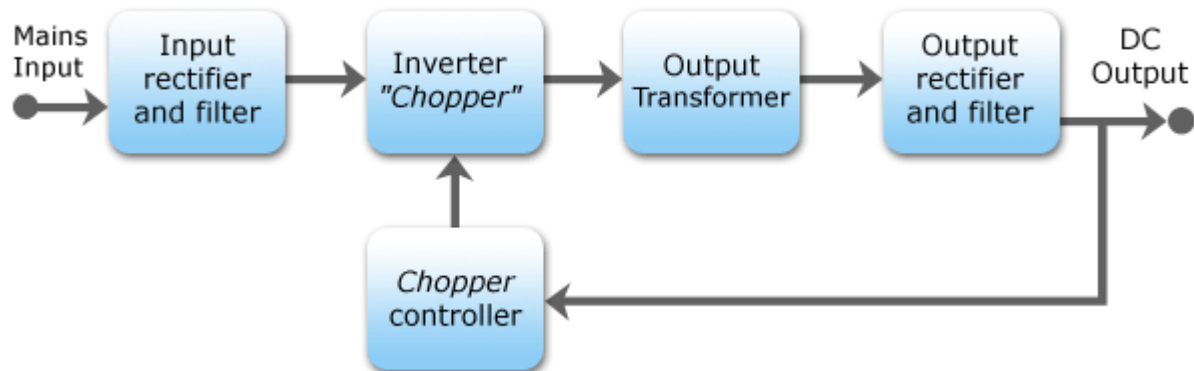 Mains
Input
Input
rectifier
and filter
Inverter
"Chopper"
Output
Transformer
Output
rectifier
and filter
DC
Output
Chopper
controller